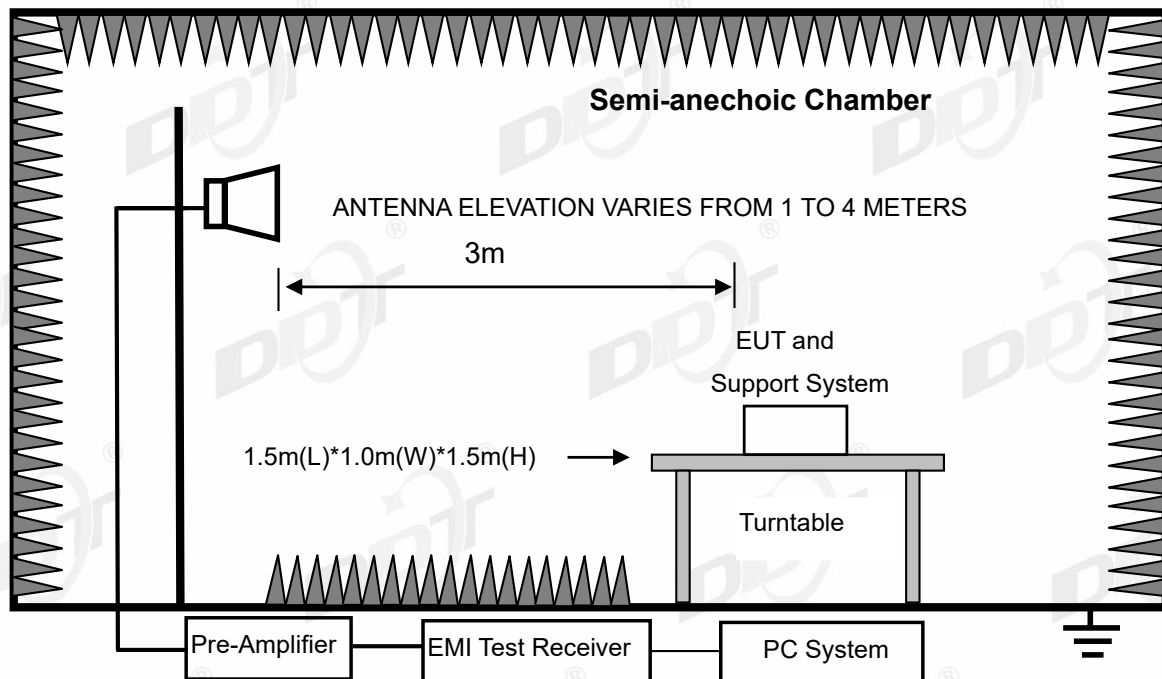 Semi-anechoic Chamber
ANTENNA ELEVATION VARIES FROM 1 TO 4 METERS
3m
EUT and
Support System
1.5m(L)*1.0m(W)*1.5m(H)
Turntable
Pre-Amplifier
EMI Test Receiver
PC System
DDT®